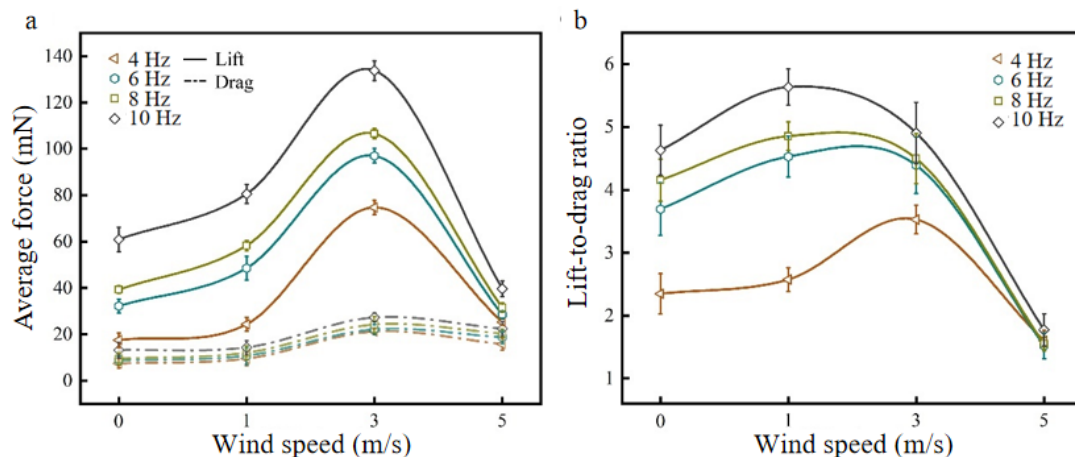 a
Average force (mN)
140
120
100
80
60
40
20
0
4 Hz
Lift
6 Hz
Drag
8 Hz
10 Hz
0 1 3 5
Wind speed (m/s)
b
Lift-to-drag ratio
6
5
4
3
2
1
4 Hz
6 Hz
8 Hz
10 Hz
0 1 3 5
Wind speed (m/s)